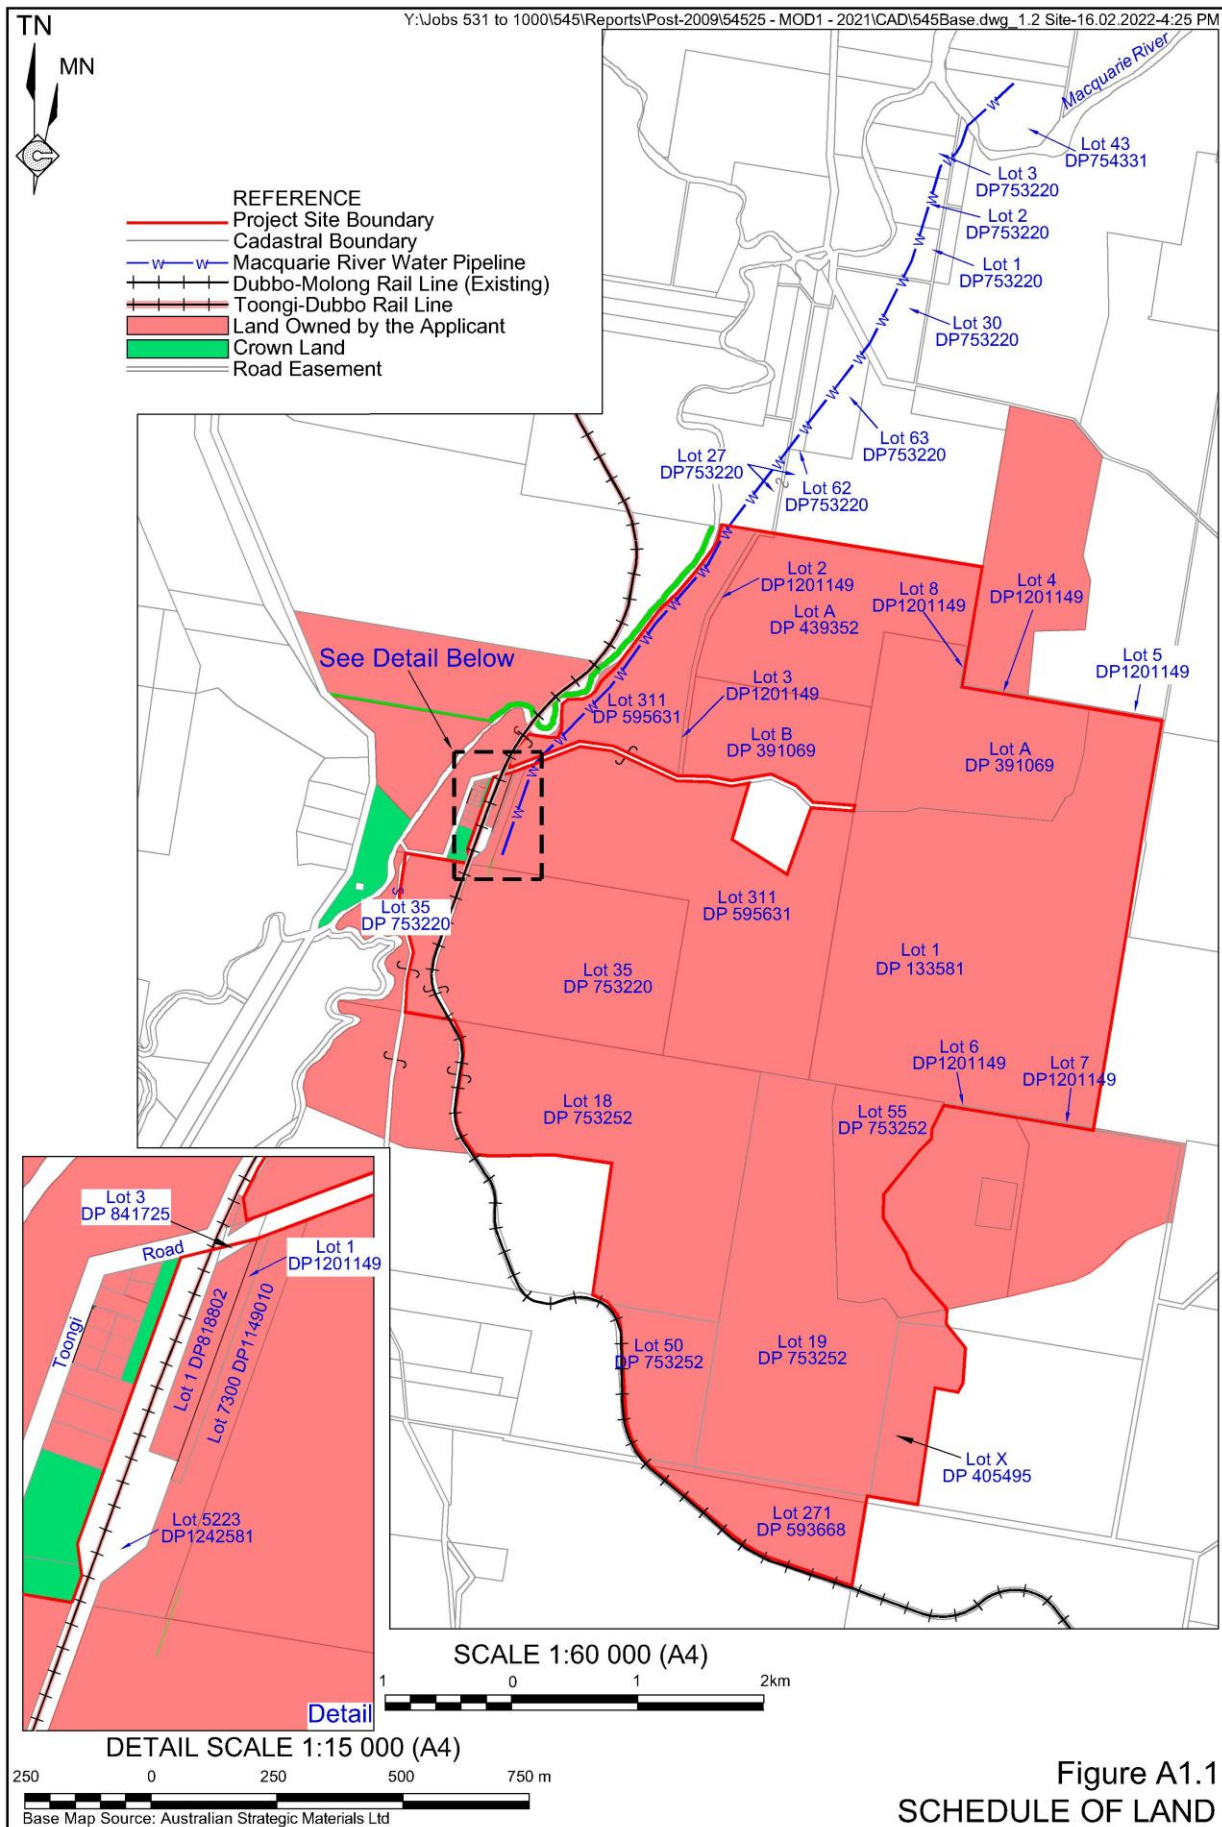 Y:\Jobs 531 to 1000\545\Reports\Post-2009\54525 - MOD1 - 2021\CAD\545Base.dwg_1.2 Site-16.02.2022-4:25 PM
TN
MN
REFERENCE
Project Site Boundary
Cadastral Boundary
W W Macquarie River Water Pipeline
Dubbo-Molong Rail Line (Existing)
Toongi-Dubbo Rail Line
Land Owned by the Applicant
Crown Land
Road Easement
Macquarie River
Lot 43
DP754331
Lot 3
DP753220
Lot 2
DP753220
Lot 1
DP753220
Lot 30
DP753220
Lot 63
DP753220
Lot 27
DP753220
Lot 62
DP753220
Lot 2
DP1201149
Lot A
DP 439352
Lot 8
DP1201149
Lot 4
DP1201149
Lot 5
DP1201149
See Detail Below
Lot 311
DP 595631
Lot 3
DP1201149
Lot B
DP 391069
Lot A
DP 391069
Lot 35
DP 753220
Lot 311
DP 595631
Lot 35
DP 753220
Lot 1
DP 133581
Lot 6
DP1201149
Lot 7
DP1201149
Lot 18
DP 753252
Lot 55
DP 753252
Lot 50
DP 753252
Lot 19
DP 753252
Lot X
DP 405495
Lot 271
DP 593668
Lot 3
DP 841725
Road
Lot 1
DP1201149
Toongi
Lot 1 DP818802
Lot 7300 DP1149010
Lot 5223
DP1242581
Detail
SCALE 1:60 000 (A4)
1 0 1 2km
DETAIL SCALE 1:15 000 (A4)
250 0 250 500 750 m
Base Map Source: Australian Strategic Materials Ltd
Figure A1.1
SCHEDULE OF LAND